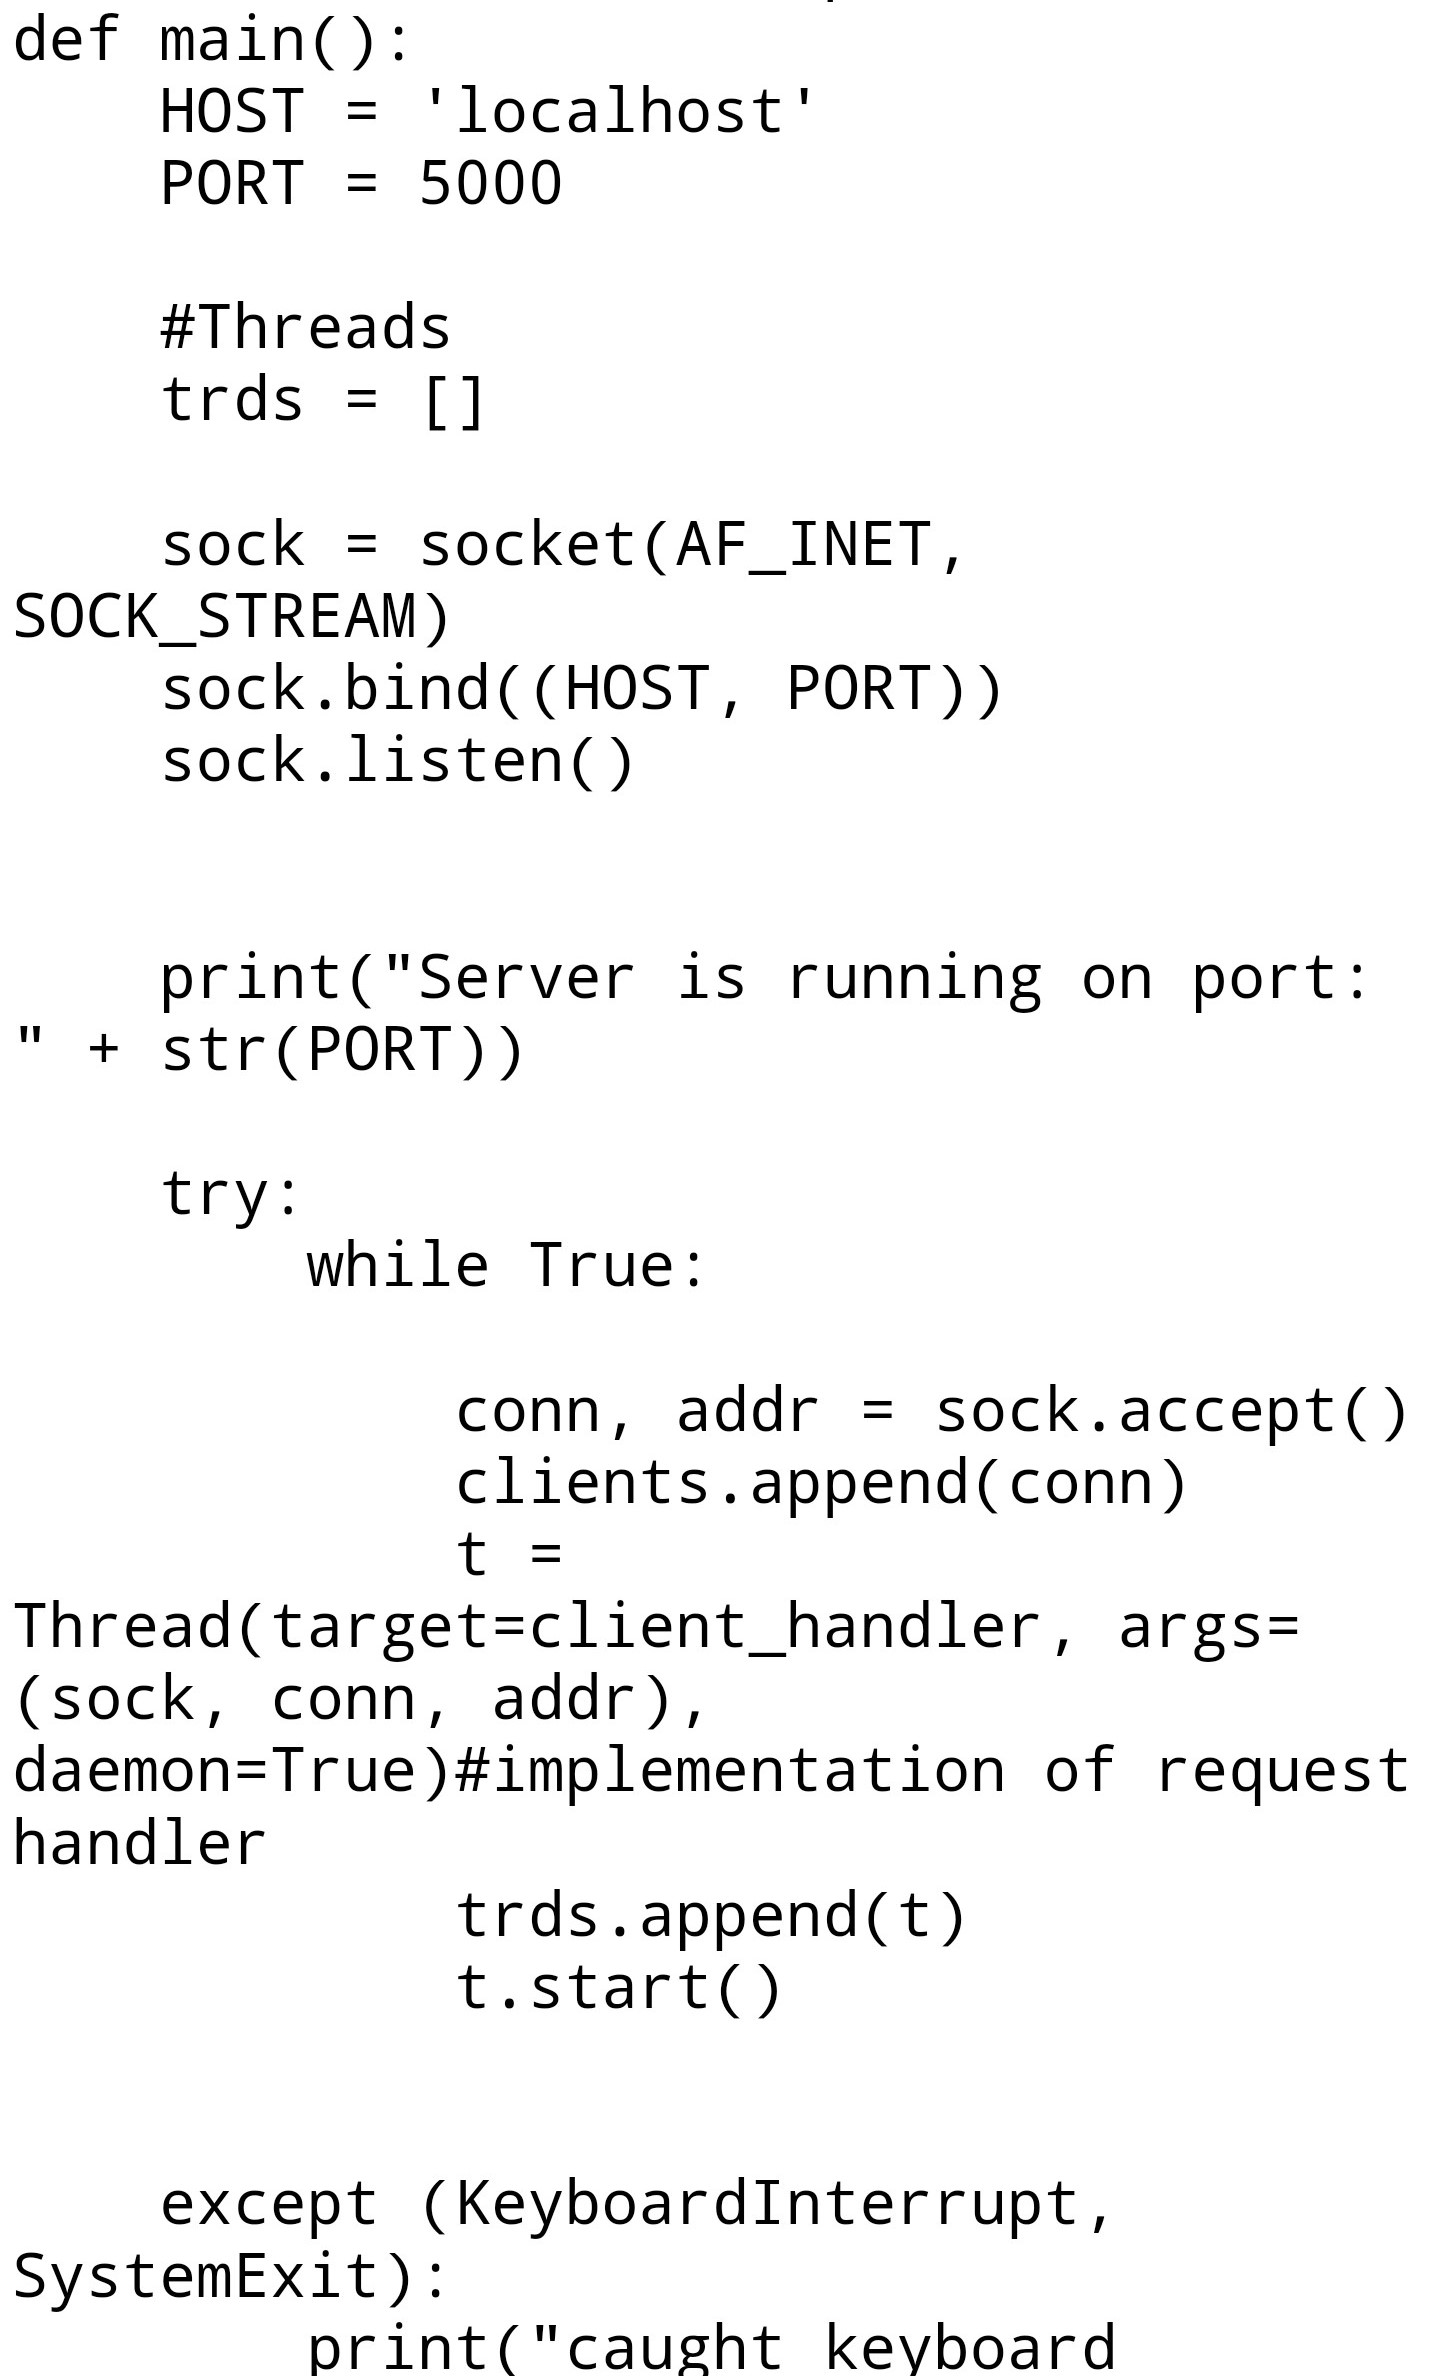 def main():
    HOST = 'localhost'
    PORT = 5000

    #Threads
    trds = []

    sock = socket(AF_INET,
SOCK_STREAM)
    sock.bind((HOST, PORT))
    sock.listen()

    print("Server is running on port:
" + str(PORT))

    try:
        while True:

            conn, addr = sock.accept()
            clients.append(conn)
            t =
Thread(target=client_handler, args=
(sock, conn, addr),
daemon=True)#implementation of request
handler
            trds.append(t)
            t.start()

    except (KeyboardInterrupt,
SystemExit):
        print("caught keyboard